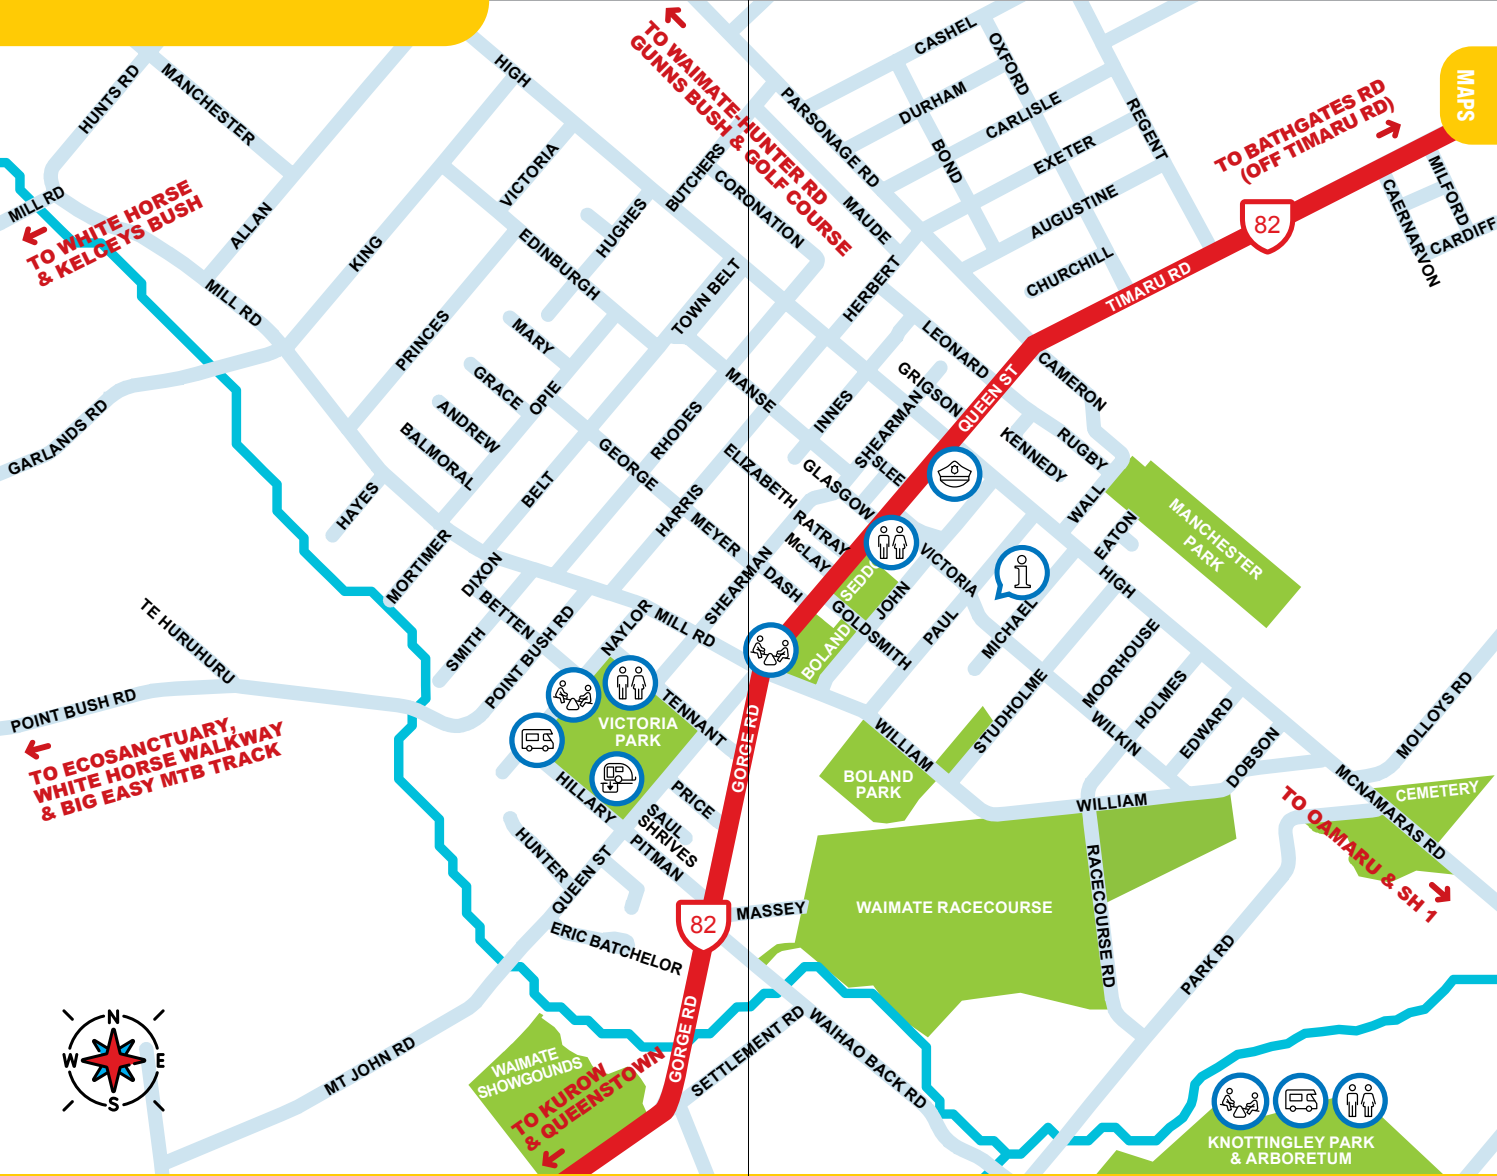 MAPS
CASHEL
OXFORD
DURHAM
CARLISLE
BOND
EXETER
REGENT
AUGUSTINE
CHURCHILL
PARSONAGE RD
MAUDE
HERBERT
TO WAIMATE-HUNTER RD
GUNNS BUSH & GOLF COURSE
TO BATHGATES RD
(OFF TIMARU RD)
MILFORD
CAERNARVON
CARDIFF
82
TIMARU RD
HUNTS RD
MANCHESTER
HIGH
MILL RD
TO WHITE HORSE
& KELCEYS BUSH
ALLAN
KING
VICTORIA
HUGHES
BUTCHERS
CORONATION
EDINBURGH
TOWN BELT
MILL RD
PRINCES
MARY
GRACE
OPIE
ANDREW
BALMORAL
GARLANDS RD
HAYES
MORTIMER
BELT
GEORGE
RHODES
MANSE
INNES
SHEARMAN
GRIGSON
LEONARD
QUEEN ST
CAMERON
KENNEDY
RUGBY
WALL
EATON
MANCHESTER
PARK
HARRIS
MEYER
ELIZABETH
GLASGOW
SLEE
RATRAY
McLAY
DASH
SHEARMAN
SEDD
VICTORIA
JOHN
GOLDSMITH
BOLAND
PAUL
MICHAEL
HIGH
DIXON
BETTEN
SMITH
POINT BUSH RD
NAYLOR
MILL RD
TE HURUHURU
POINT BUSH RD
TO ECOSANCTUARY,
WHITE HORSE WALKWAY
& BIG EASY MTB TRACK
VICTORIA
PARK
TENNANT
GORGE RD
HILLARY
PRICE
SAUL
SHRIVES
PITMAN
HUNTER
QUEEN ST
ERIC BATCHELOR
82
MASSEY
BOLAND
PARK
WILLIAM
STUDHOLME
MOORHOUSE
WILKIN
HOLMES
EDWARD
DOBSON
WILLIAM
MOLLOYS RD
MCNAMARAS RD
CEMETERY
TO OAMARU & SH 1
WAIMATE RACECOURSE
RACECOURSE RD
PARK RD
MT JOHN RD
WAIMATE
SHOWGOUNDS
TO KUROW
& QUEENSTOWN
GORGE RD
SETTLEMENT RD
WAIHAO BACK RD
KNOTTINGLEY PARK
& ARBORETUM
N
W
E
S